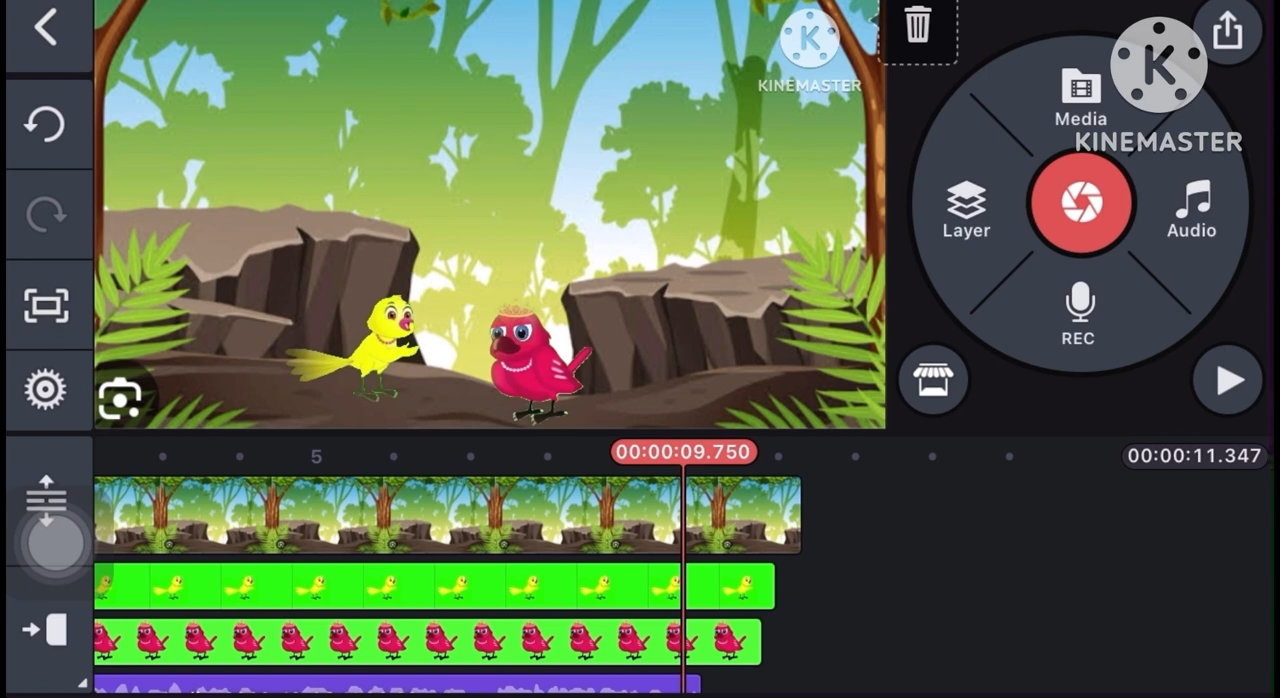 K
KINEMASTER
Media
K
KINEMASTER
Layer
Audio
REC
5
00:00:09.750
00:00:11.347